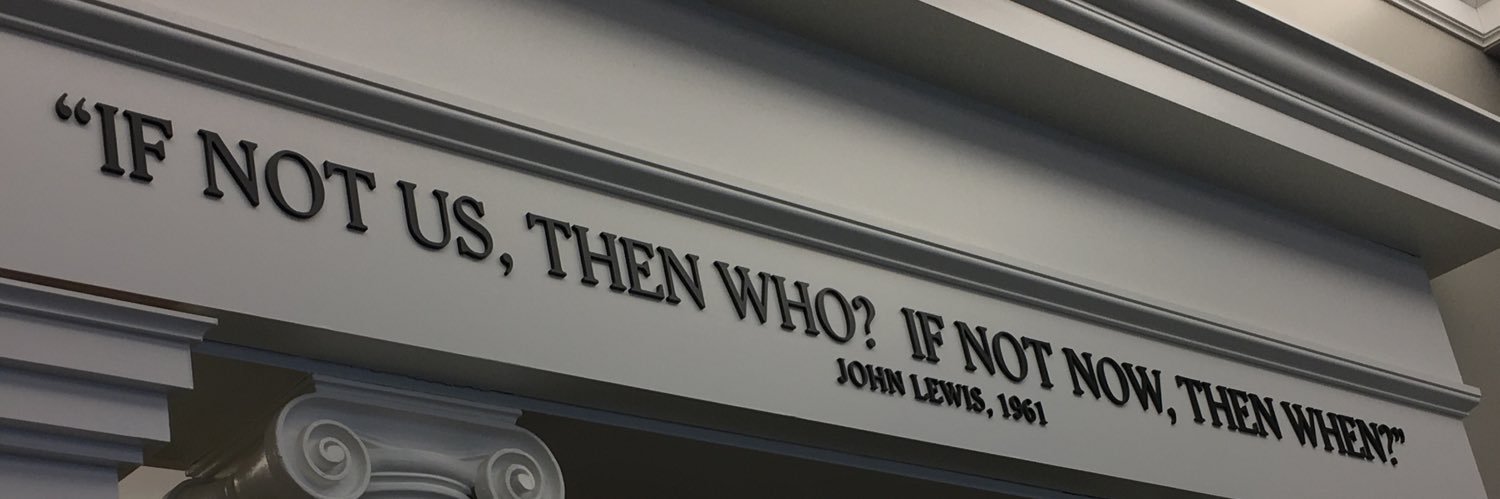 “IF NOT US, THEN WHO? IF NOT NOW, THEN WHEN?”
JOHN LEWIS, 1961